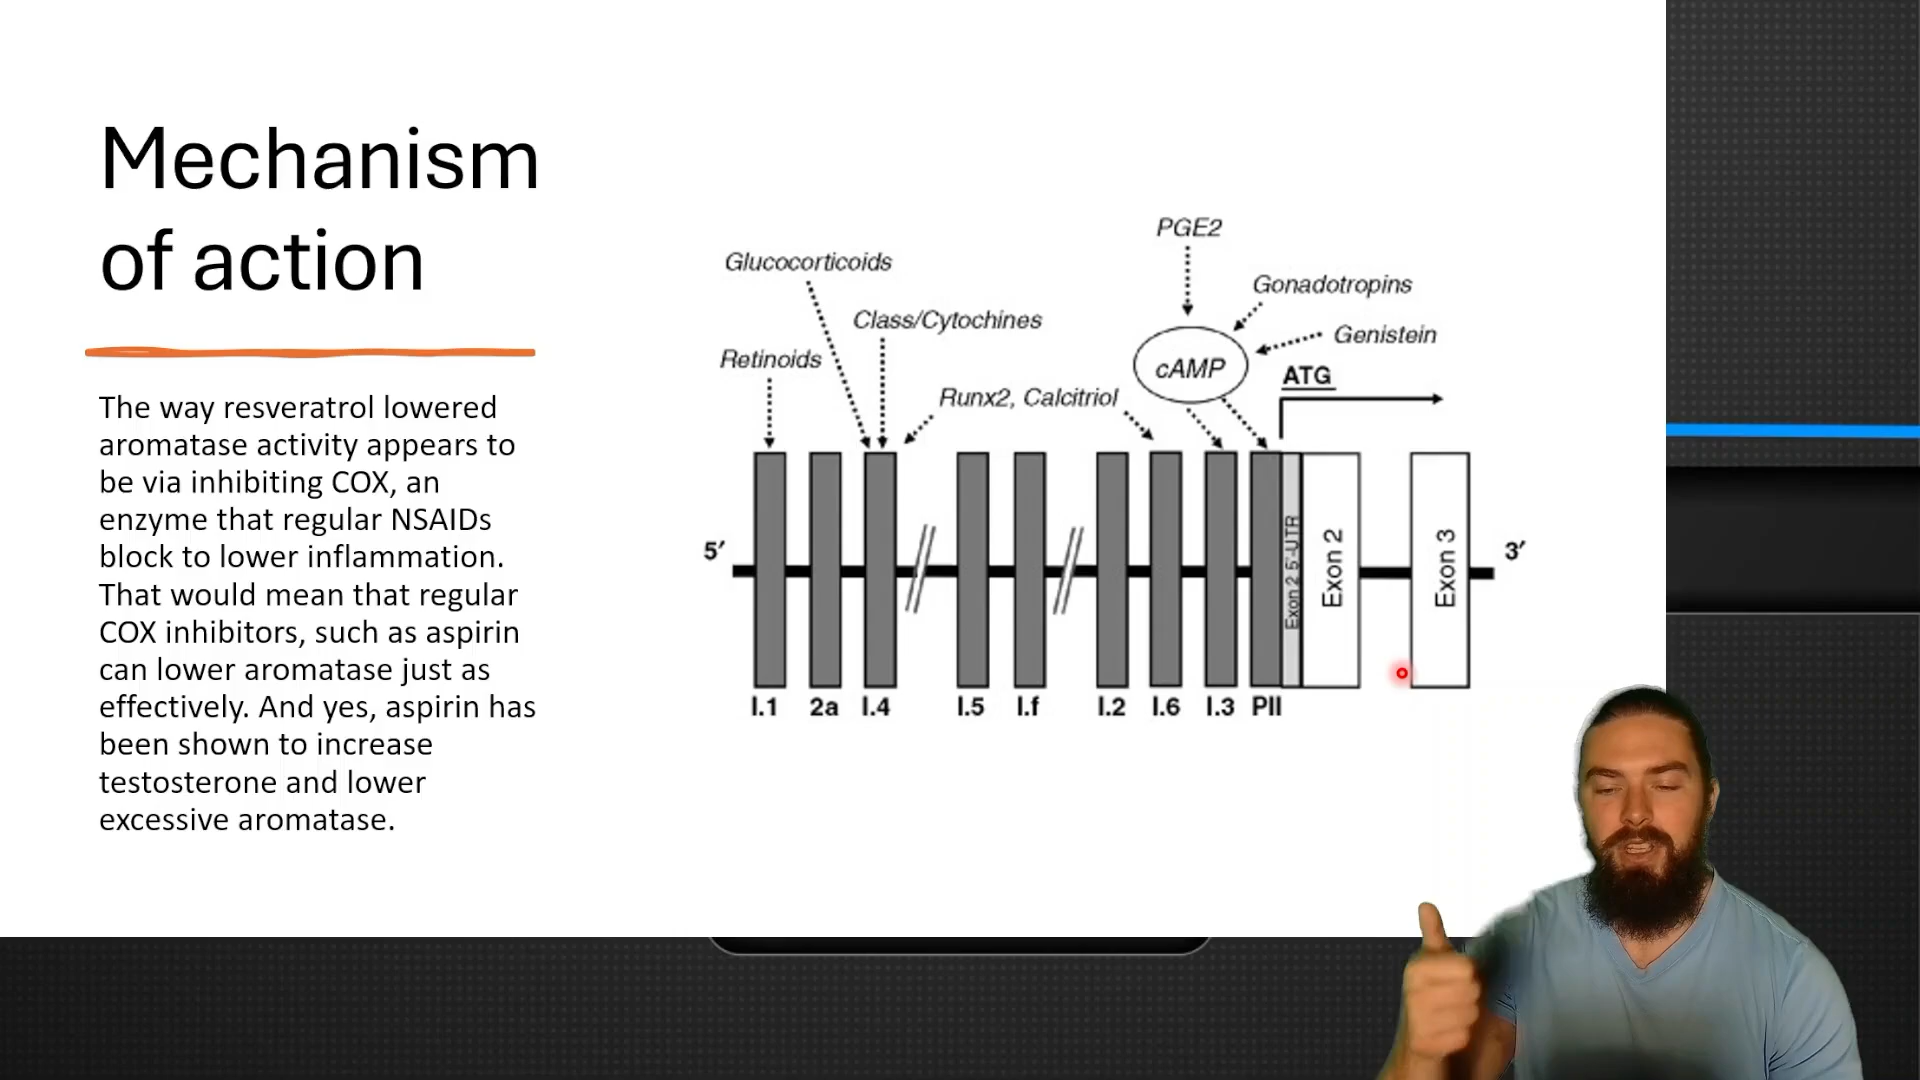 Mechanism
of action
The way resveratrol lowered
aromatase activity appears to
be via inhibiting COX, an
enzyme that regular NSAIDs
block to lower inflammation.
That would mean that regular
COX inhibitors, such as aspirin
can lower aromatase just as
effectively. And yes, aspirin has
been shown to increase
testosterone and lower
excessive aromatase.
PGE2
Glucocorticoids
Gonadotropins
Class/Cytochines
Genistein
Retinoids
cAMP
ATG
Runx2, Calcitriol
5′
3′
Exon 2 5'-UTR
Exon 2
Exon 3
I.1 2a I.4 I.5 I.f I.2 I.6 I.3 PII